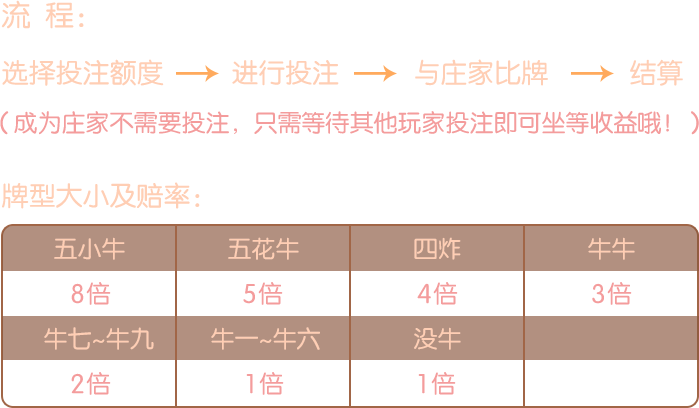 流 程：
选择投注额度 → 进行投注 → 与庄家比牌 → 结算
（成为庄家不需要投注，只需等待其他玩家投注即可坐等收益哦！）
牌型大小及赔率：
五小牛 五花牛 四炸 牛牛
8倍 5倍 4倍 3倍
牛七~牛九 牛一~牛六 没牛
2倍 1倍 1倍